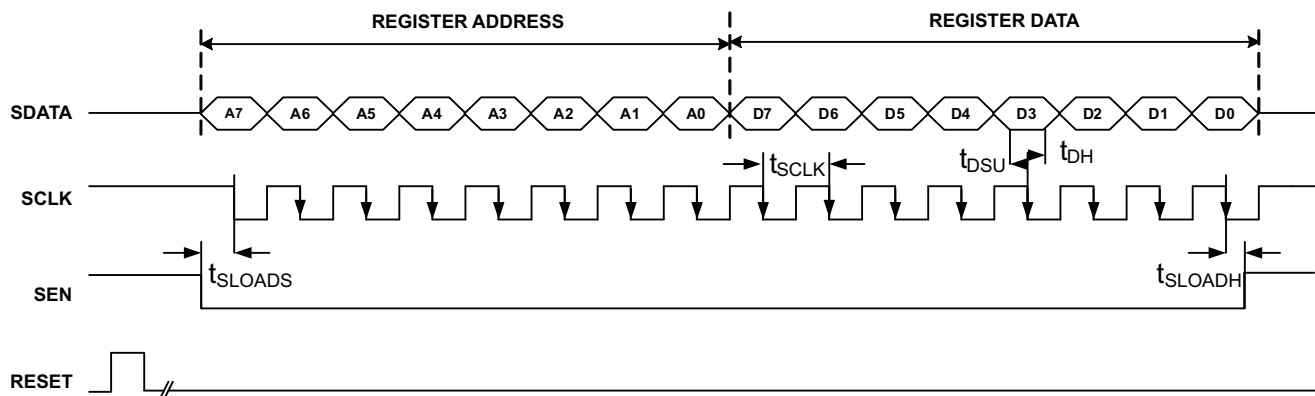 REGISTER ADDRESS REGISTER DATA
SDATA A7 A6 A5 A4 A3 A2 A1 A0 D7 D6 D5 D4 D3 D2 D1 D0
tSCLK tDSU tDH
SCLK
tSLOADS tSLOADH
SEN
RESET